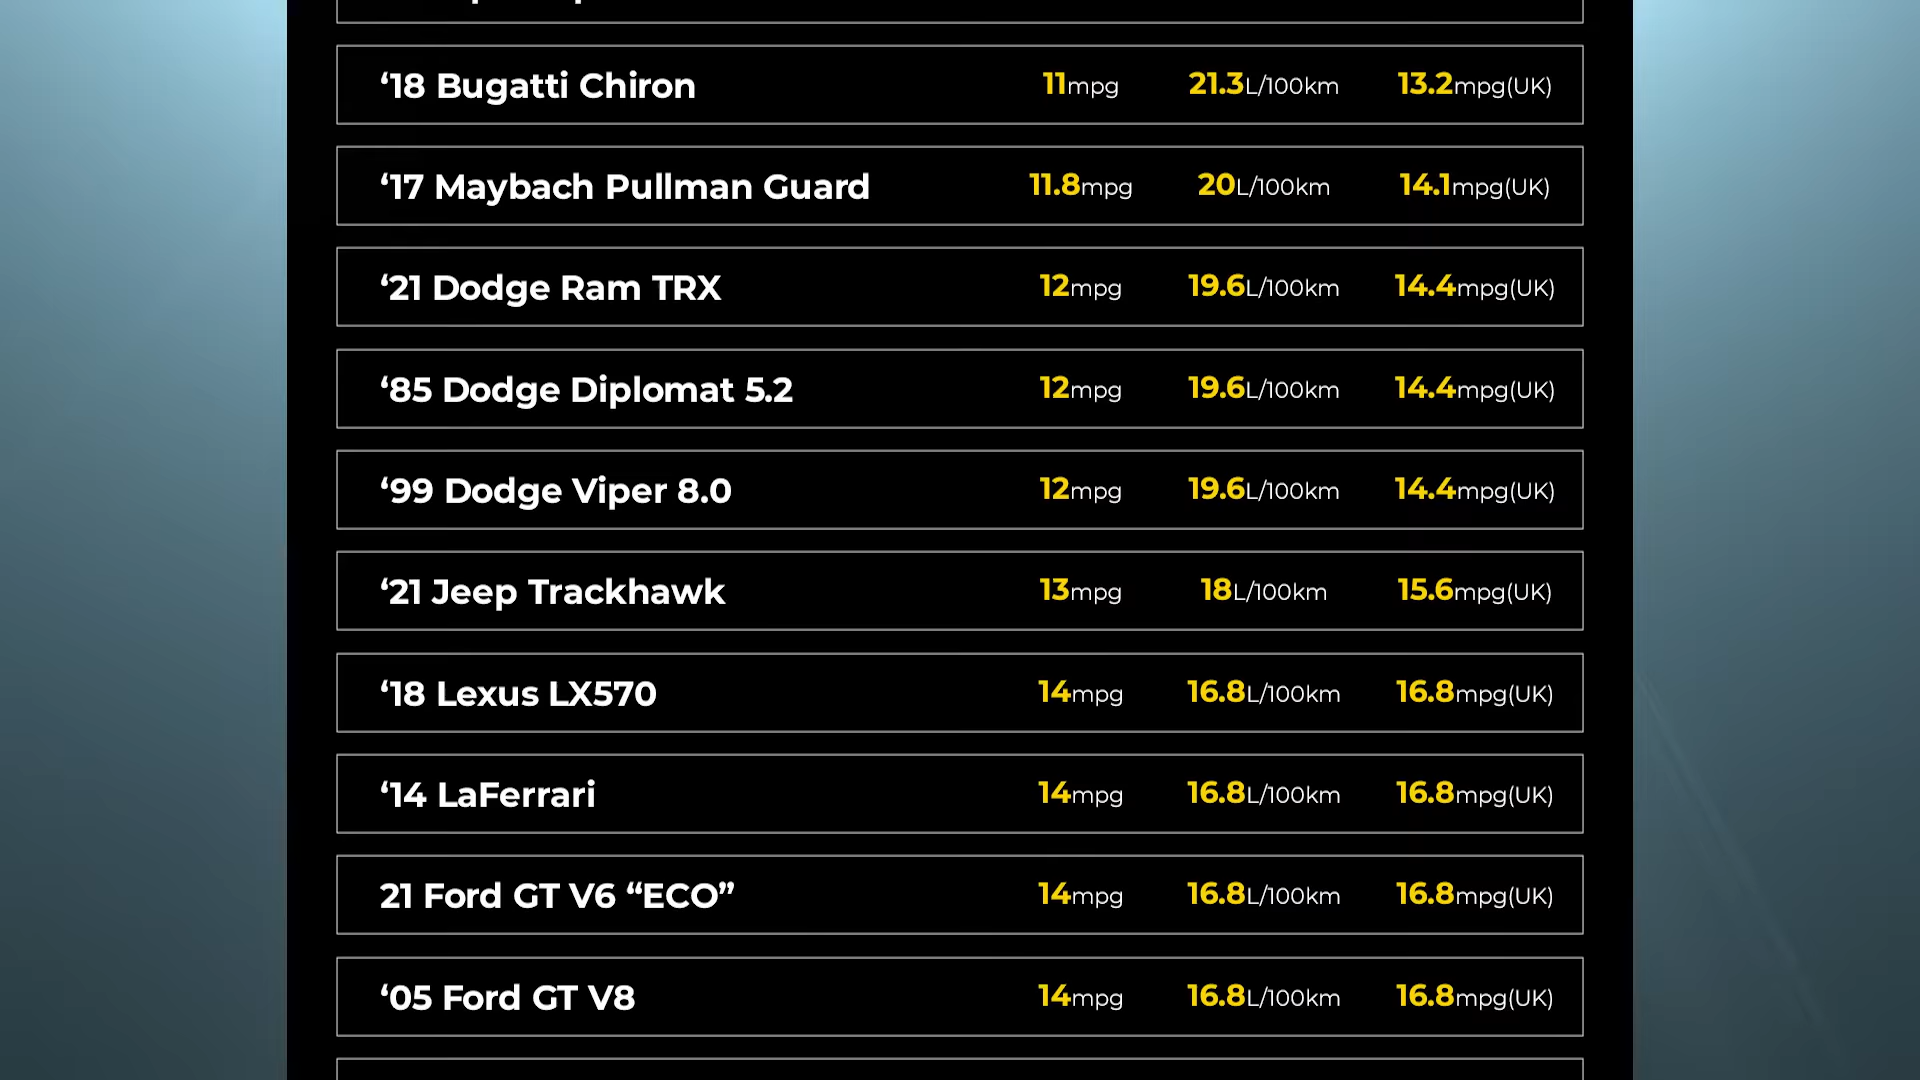 ‘18 Bugatti Chiron 11mpg 21.3L/100km 13.2mpg(UK)
‘17 Maybach Pullman Guard 11.8mpg 20L/100km 14.1mpg(UK)
‘21 Dodge Ram TRX 12mpg 19.6L/100km 14.4mpg(UK)
‘85 Dodge Diplomat 5.2 12mpg 19.6L/100km 14.4mpg(UK)
‘99 Dodge Viper 8.0 12mpg 19.6L/100km 14.4mpg(UK)
‘21 Jeep Trackhawk 13mpg 18L/100km 15.6mpg(UK)
‘18 Lexus LX570 14mpg 16.8L/100km 16.8mpg(UK)
‘14 LaFerrari 14mpg 16.8L/100km 16.8mpg(UK)
21 Ford GT V6 “ECO” 14mpg 16.8L/100km 16.8mpg(UK)
‘05 Ford GT V8 14mpg 16.8L/100km 16.8mpg(UK)